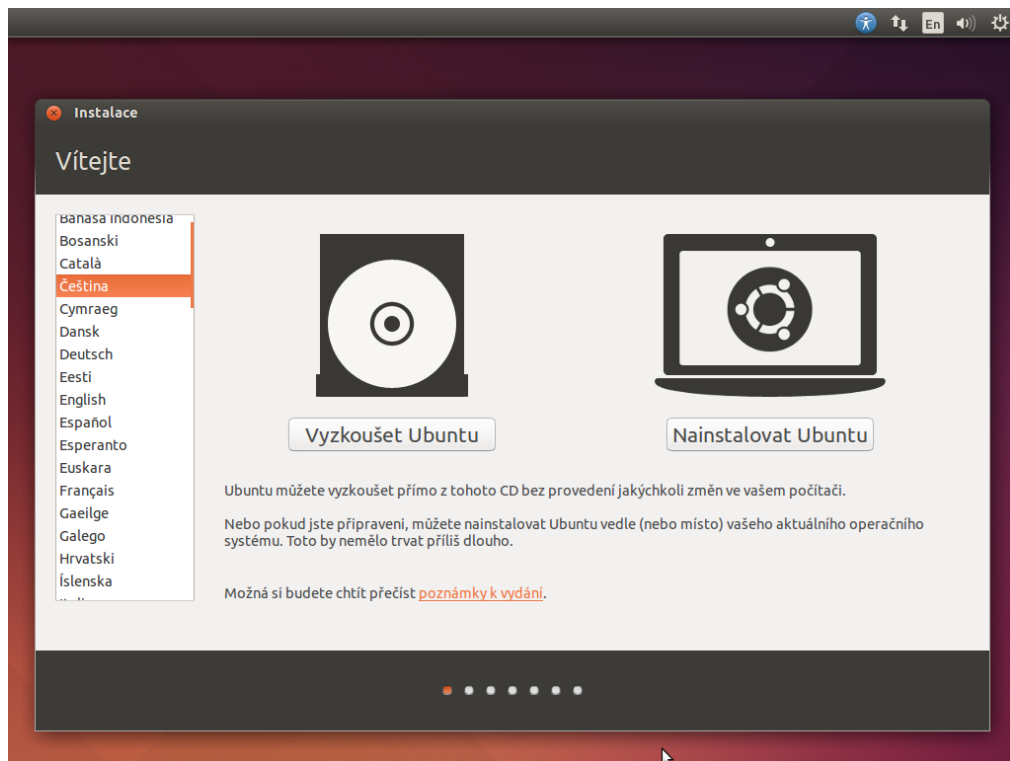 En
Instalace
Vítejte
Bahasa Indonesia
Bosanski
Català
Čeština
Cymraeg
Dansk
Deutsch
Eesti
English
Español
Esperanto
Euskara
Français
Gaeilge
Galego
Hrvatski
Íslenska
Vyzkoušet Ubuntu
Nainstalovat Ubuntu
Ubuntu můžete vyzkoušet přímo z tohoto CD bez provedení jakýchkoli změn ve vašem počítači.
Nebo pokud jste připraveni, můžete nainstalovat Ubuntu vedle (nebo místo) vašeho aktuálního operačního
systému. Toto by nemělo trvat příliš dlouho.
Možná si budete chtít přečíst poznámky k vydání.